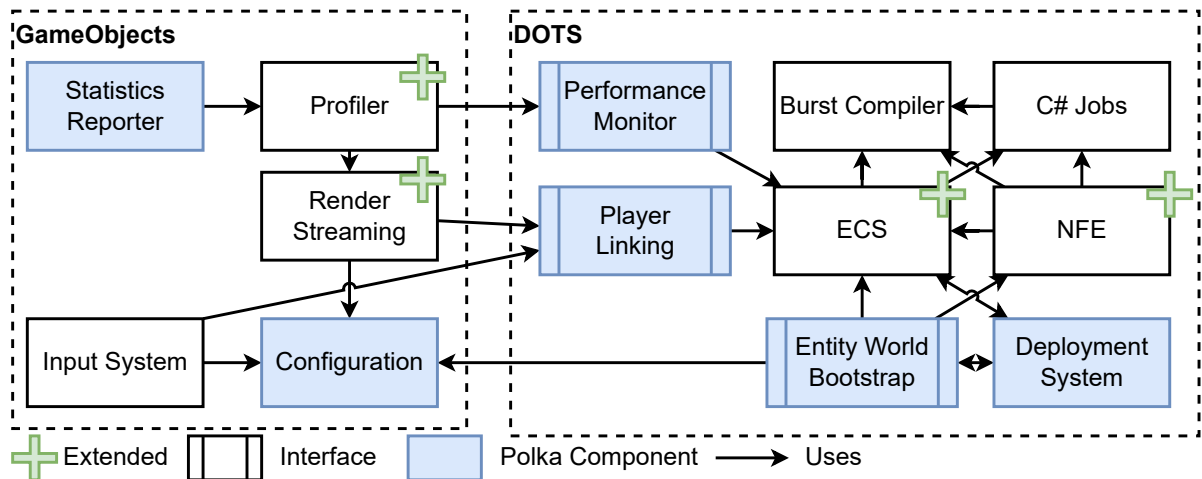 GameObjects
DOTS
Statistics
Reporter
Profiler
Performance
Monitor
Burst Compiler
C# Jobs
Render
Streaming
Player
Linking
ECS
NFE
Input System
Configuration
Entity World
Bootstrap
Deployment
System
Extended
Interface
Polka Component
Uses